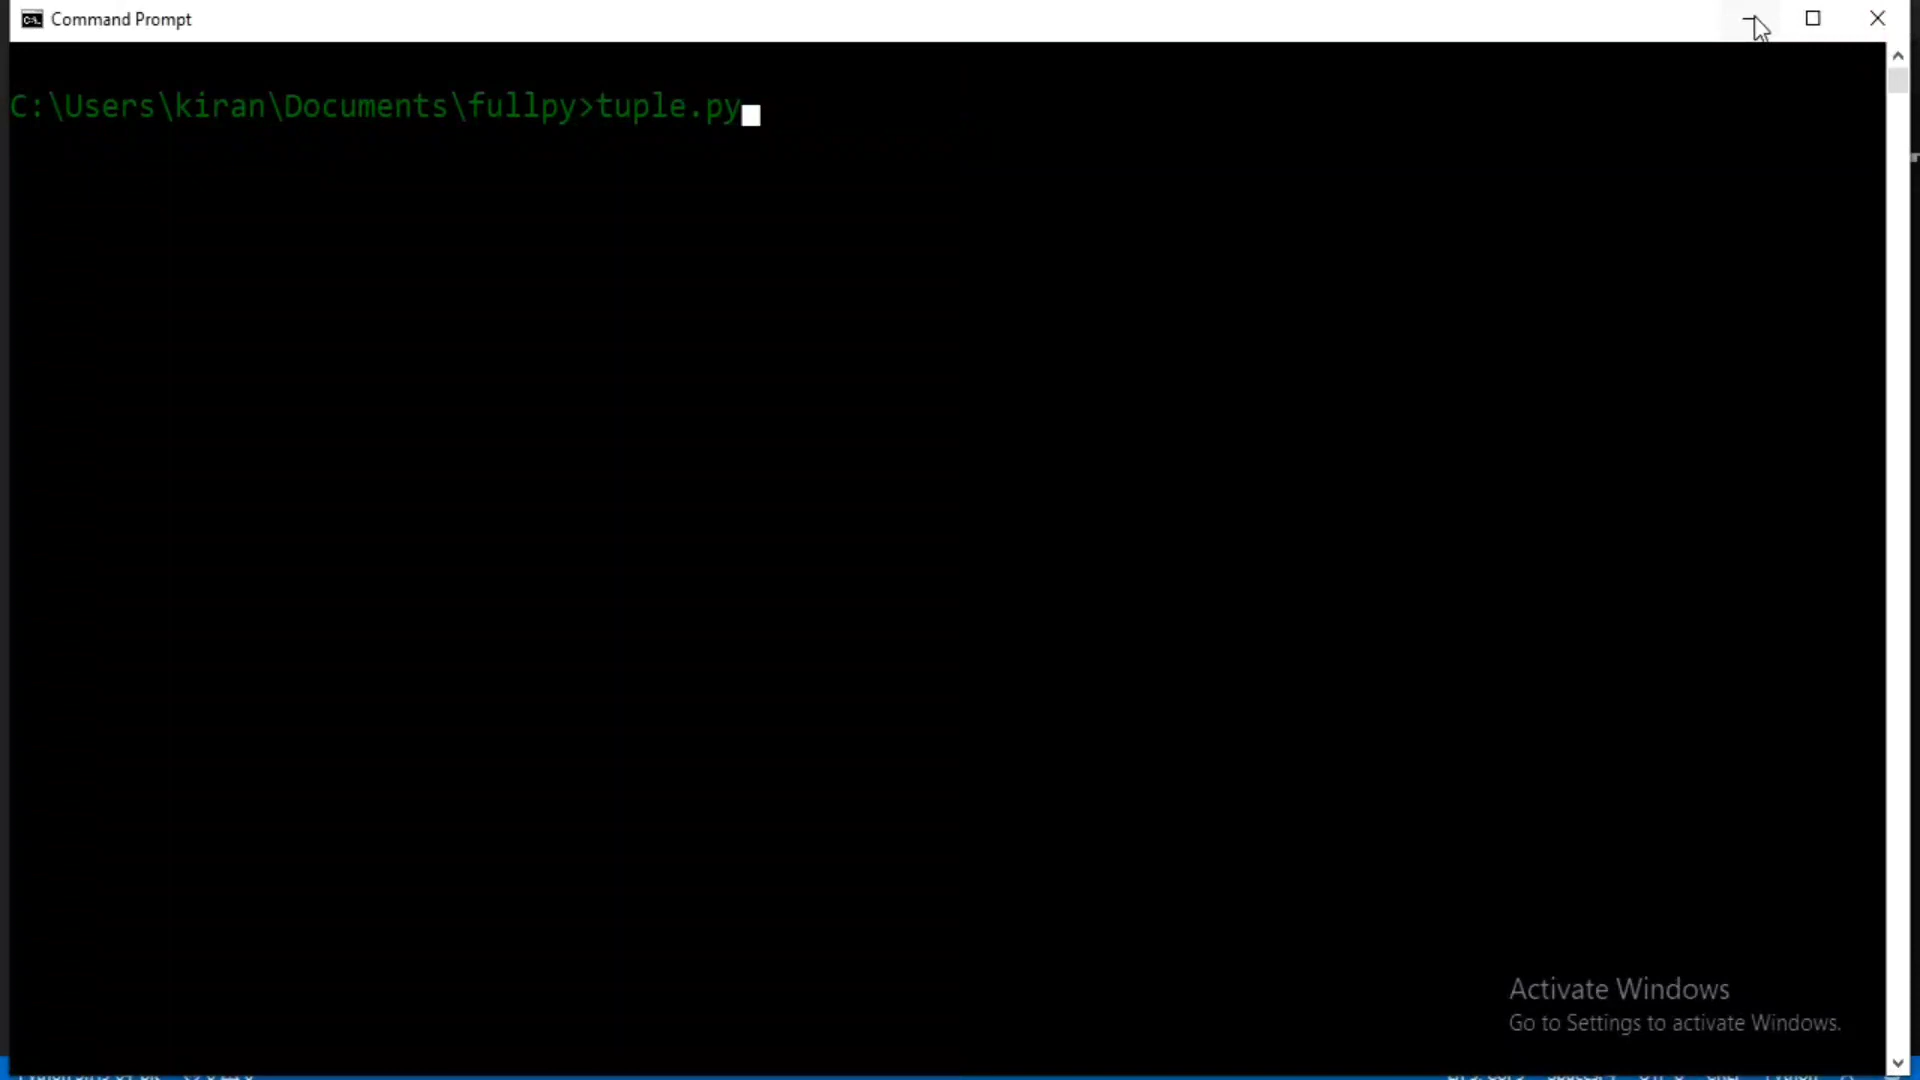 Command Prompt
C:\Users\kiran\Documents\fullpy>tuple.py
Activate Windows
Go to Settings to activate Windows.